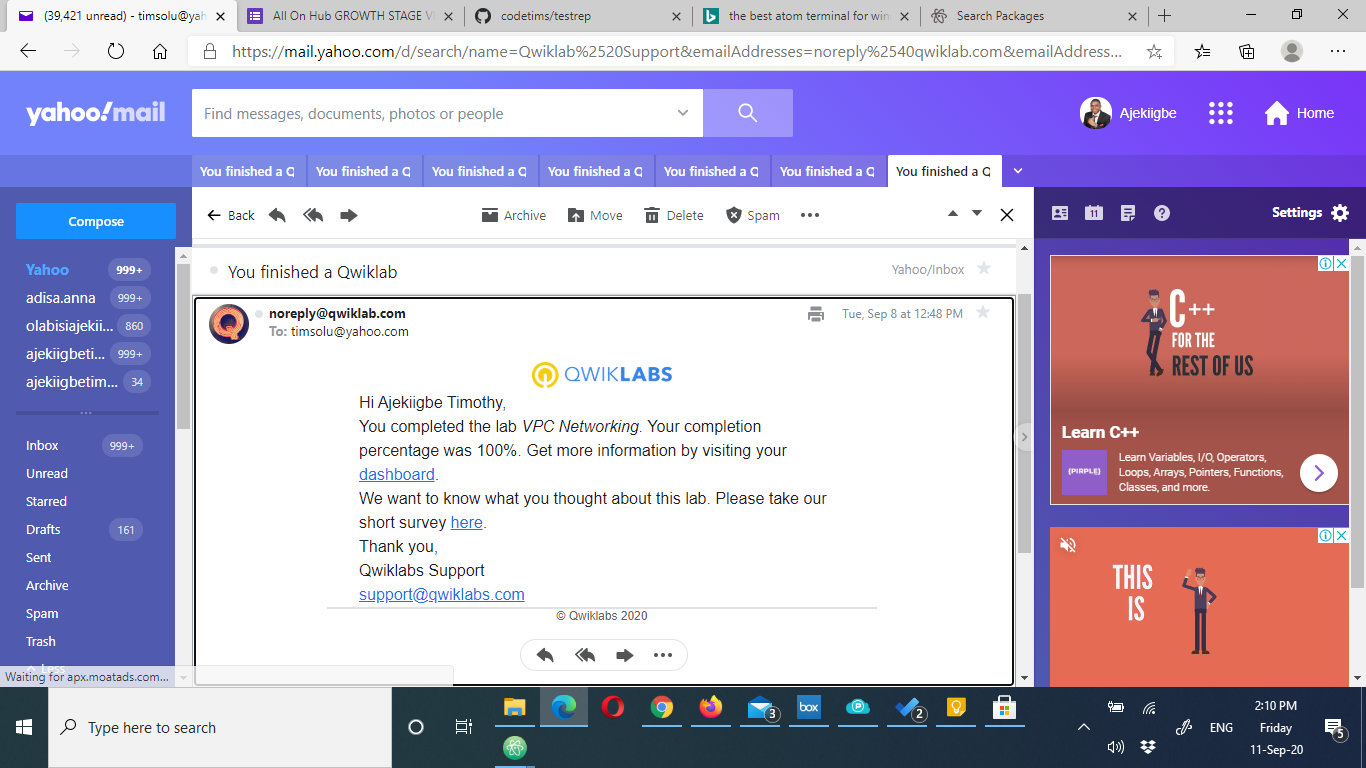 (39,421 unread) - timsolu@yah
All On Hub GROWTH STAGE V
codetims/testrep
the best atom terminal for win
Search Packages
https://mail.yahoo.com/d/search/name=Qwiklab%2520Support&emailAddresses=noreply%2540qwiklab.com&emailAddress...
yahoo!mail
Find messages, documents, photos or people
Ajekiigbe
Home
You finished a Q
You finished a Q
You finished a Q
You finished a Q
You finished a Q
You finished a Q
You finished a Q
Compose
Back
Archive
Move
Delete
Spam
11
Settings
Yahoo 999+
adisa.anna 999+
olabisiajekii... 860
ajekiigbeti... 999+
ajekiigbetim... 34
Inbox 999+
Unread
Starred
Drafts 161
Sent
Archive
Spam
Trash
Less
You finished a Qwiklab
Yahoo/Inbox
noreply@qwiklab.com
Tue, Sep 8 at 12:48 PM
To: timsolu@yahoo.com
QWIKLABS
Hi Ajekiigbe Timothy,
You completed the lab VPC Networking. Your completion
percentage was 100%. Get more information by visiting your
dashboard.
We want to know what you thought about this lab. Please take our
short survey here.
Thank you,
Qwiklabs Support
support@qwiklabs.com
© Qwiklabs 2020
C++
FOR THE
REST OF US
Learn C++
{PIRPLE}
Learn Variables, I/O, Operators,
Loops, Arrays, Pointers, Functions,
Classes, and more.
THIS
IS
Waiting for apx.moatads.com...
Type here to search
3
box
2
ENG
2:10 PM
Friday
11-Sep-20
5